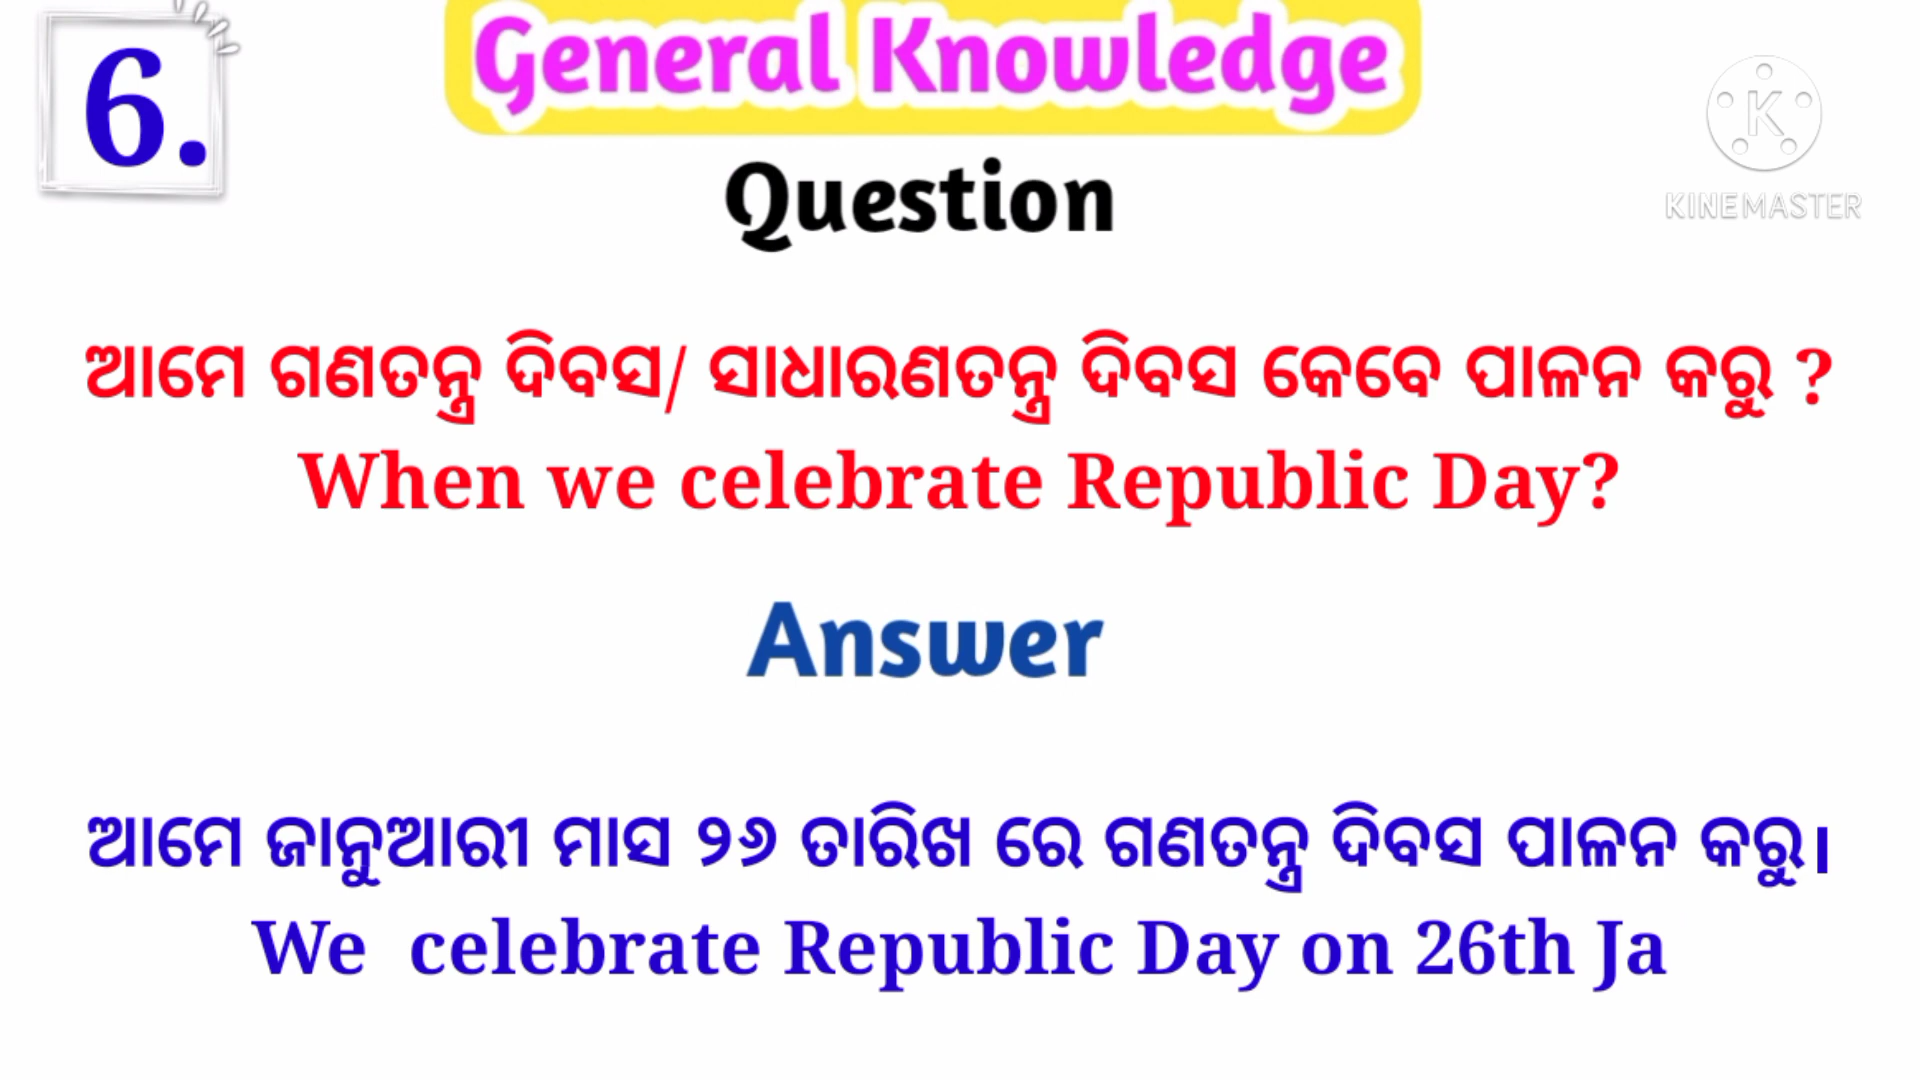 6.
General Knowledge
K
KINEMASTER
Question
ଆମେ ଗଣତନ୍ତ୍ର ଦିବସ/ ସାଧାରଣତନ୍ତ୍ର ଦିବସ କେବେ ପାଳନ କରୁ ?
When we celebrate Republic Day?
Answer
ଆମେ ଜାନୁଆରୀ ମାସ ୨୬ ତାରିଖ ରେ ଗଣତନ୍ତ୍ର ଦିବସ ପାଳନ କରୁ।
We celebrate Republic Day on 26th Ja